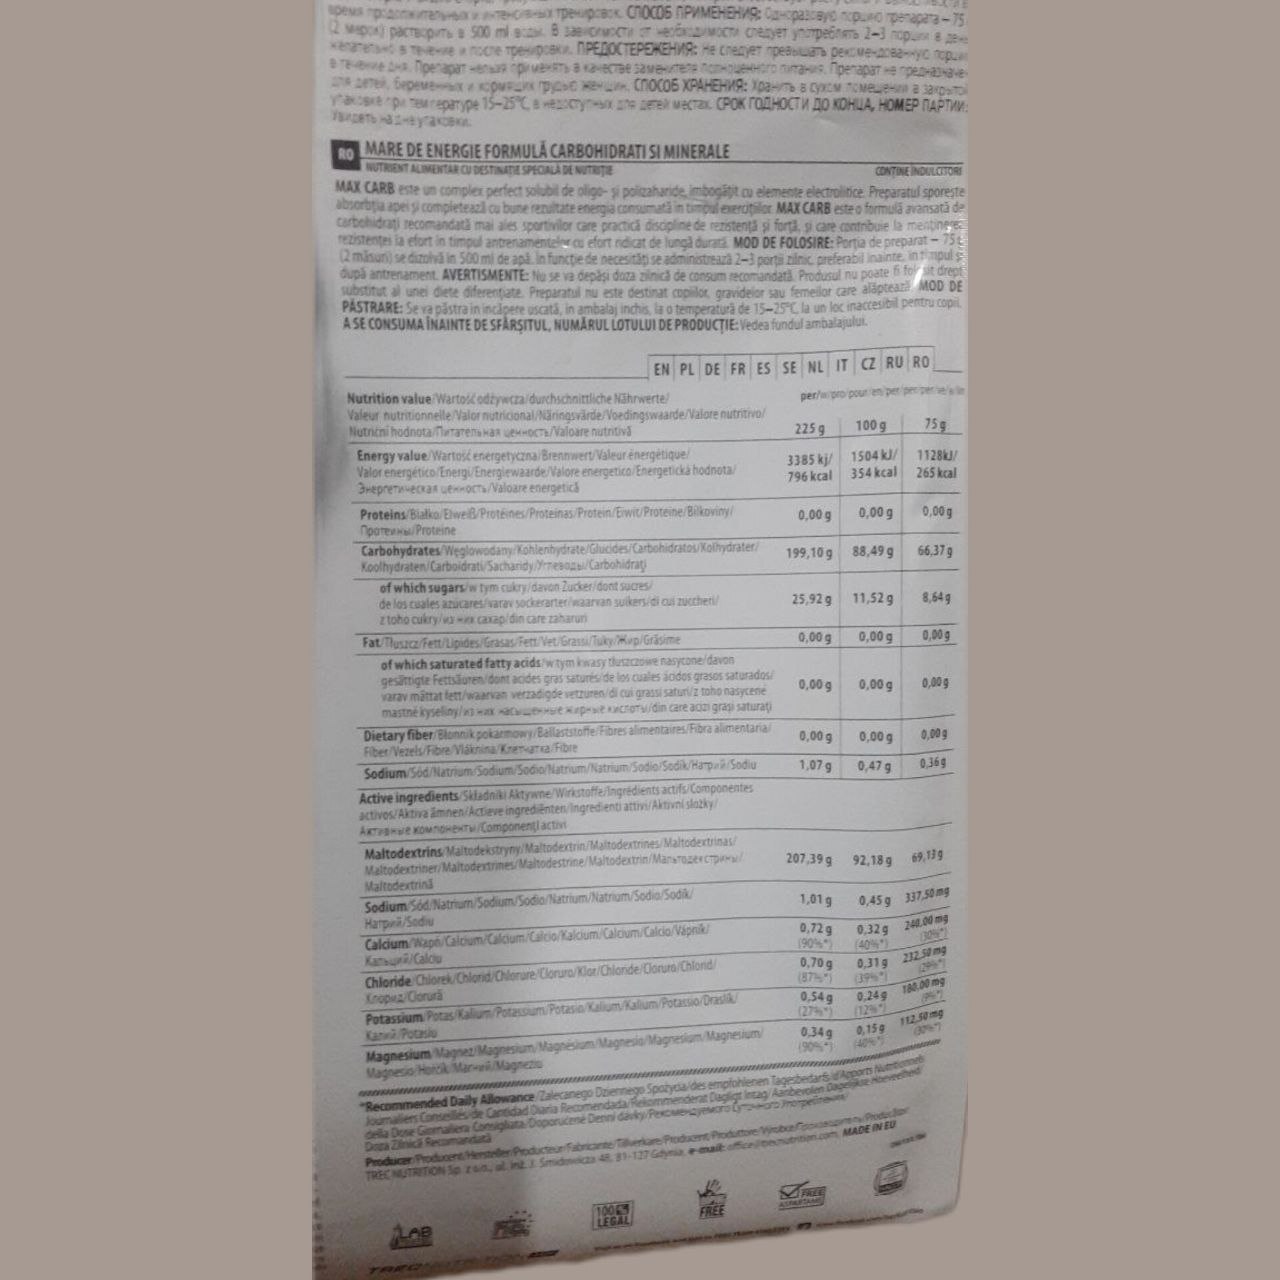 время продолжительных и интенсивных тренировок. СПОСОБ ПРИМЕНЕНИЯ: Одноразовую порцию препарата – 75
(2 мерки) растворить в 500 ml воды. В зависимости от необходимости следует употреблять 2–3 порции в день
желательно в течение и после тренировки. ПРЕДОСТЕРЕЖЕНИЯ: Не следует превышать рекомендованную порци
в течение дня. Препарат нельзя применять в качестве заменителя полноценного питания. Препарат не предназначе
для детей, беременных и кормящих грудью женщин. СПОСОБ ХРАНЕНИЯ: Хранить в сухом помещении в закрытой
упаковке при температуре 15–25°C, в недоступных для детей местах. СРОК ГОДНОСТИ ДО КОНЦА, НОМЕР ПАРТИИ:
Увидеть на дне упаковки.
RO MARE DE ENERGIE FORMULĂ CARBOHIDRATI SI MINERALE
NUTRIENT ALIMENTAR CU DESTINAȚIE SPECIALĂ DE NUTRIȚIE CONȚINE ÎNDULCITORI
MAX CARB este un complex perfect solubil de oligo- și polizaharide, îmbogățit cu elemente electrolitice. Preparatul sporește
absorbția apei și completează cu bune rezultate energia consumată în timpul exercițiilor. MAX CARB este o formulă avansată de
carbohidrați recomandată mai ales sportivilor care practică discipline de rezistență și forță, și care contribuie la menținerea
rezistenței la efort în timpul antrenamentelor cu efort ridicat de lungă durată. MOD DE FOLOSIRE: Porția de preparat – 75 g
(2 măsuri) se dizolvă in 500 ml de apă. În funcție de necesități se administrează 2–3 porții zilnic, preferabil înainte, in timpul și
după antrenament. AVERTISMENTE: Nu se va depăși doza zilnică de consum recomandată. Produsul nu poate fi folosit drept
substitut al unei diete diferențiate. Preparatul nu este destinat copiilor, gravidelor sau femeilor care alăptează. MOD DE
PĂSTRARE: Se va păstra in incăpere uscată, in ambalaj inchis, la o temperatură de 15–25°C, la un loc inaccesibil pentru copii.
A SE CONSUMA ÎNAINTE DE SFÂRȘITUL, NUMĂRUL LOTULUI DE PRODUCȚIE: Vedea fundul ambalajului.
EN PL DE FR ES SE NL IT CZ RU RO
Nutrition value/Wartość odżywcza/durchschnittliche Nährwerte/ per/w/pro/pour/en/per/per/per/ve/в/în
Valeur nutritionnelle/Valor nutricional/Näringsvärde/Voedingswaarde/Valore nutritivo/
Nutriční hodnota/Питательная ценность/Valoare nutritivă 225 g 100 g 75 g
Energy value/Wartość energetyczna/Brennwert/Valeur énergétique/ 3385 kj/ 1504 kJ/ 1128kJ/
Valor energético/Energi/Energiewaarde/Valore energetico/Energetická hodnota/ 796 kcal 354 kcal 265 kcal
Энергетическая ценность/Valoare energetică
Proteins/Białko/Eiweiß/Protéines/Proteinas/Protein/Eiwit/Proteine/Bílkoviny/ 0,00 g 0,00 g 0,00 g
Протеины/Proteine
Carbohydrates/Węglowodany/Kohlenhydrate/Glucides/Carbohidratos/Kolhydrater/ 199,10 g 88,49 g 66,37 g
Koolhydraten/Carboidrati/Sacharidy/Углеводы/Carbohidrați
of which sugars/w tym cukry/davon Zucker/dont sucres/
de los cuales azúcares/varav sockerarter/waarvan suikers/di cui zuccheri/ 25,92 g 11,52 g 8,64 g
z toho cukry/из них сахар/din care zaharuri
Fat/Tłuszcz/Fett/Lipides/Grasas/Fett/Vet/Grassi/Tuky/Жир/Grăsime 0,00 g 0,00 g 0,00 g
of which saturated fatty acids/w tym kwasy tłuszczowe nasycone/davon
gesättigte Fettsäuren/dont acides gras saturés/de los cuales ácidos grasos saturados/ 0,00 g 0,00 g 0,00 g
varav mättat fett/waarvan verzadigde vetzuren/di cui grassi saturi/z toho nasycené
mastné kyseliny/из них насыщенные жирные кислоты/din care acizi grași saturați
Dietary fiber/Błonnik pokarmowy/Ballaststoffe/Fibres alimentaires/Fibra alimentaria/ 0,00 g 0,00 g 0,00 g
Fiber/Vezels/Fibre/Vláknina/Клетчатка/Fibre
Sodium/Sód/Natrium/Sodium/Sodio/Natrium/Natrium/Sodio/Sodík/Натрий/Sodiu 1,07 g 0,47 g 0,36 g
Active ingredients/Składniki Aktywne/Wirkstoffe/Ingrédients actifs/Componentes
activos/Aktiva ämnen/Actieve ingrediënten/Ingredienti attivi/Aktivní složky/
Активные компоненты/Componenți activi
Maltodextrins/Maltodekstryny/Maltodextrin/Maltodextrines/Maltodextrinas/
Maltodextriner/Maltodextrines/Maltodestrine/Maltodextrin/Мальтодекстрины/ 207,39 g 92,18 g 69,13 g
Maltodextrină
Sodium/Sód/Natrium/Sodium/Sodio/Natrium/Natrium/Sodio/Sodík/ 1,01 g 0,45 g 337,50 mg
Натрий/Sodiu
Calcium/Wapń/Calcium/Calcium/Calcio/Kalcium/Calcium/Calcio/Vápník/ 0,72 g 0,32 g 240,00 mg
Кальций/Calciu (90%*) (40%*) (30%*)
Chloride/Chlorek/Chlorid/Chlorure/Cloruro/Klor/Chloride/Cloruro/Chlorid/ 0,70 g 0,31 g 232,50 mg
Хлорид/Clorură (87%*) (39%*) (29%*)
Potassium/Potas/Kalium/Potassium/Potasio/Kalium/Kalium/Potassio/Draslík/ 0,54 g 0,24 g 180,00 mg
Калий/Potasiu (27%*) (12%*) (9%*)
Magnesium/Magnez/Magnesium/Magnésium/Magnesio/Magnesium/Magnesium/ 0,34 g 0,15 g 112,50 mg
Magnesio/Hořčík/Магний/Magneziu (90%*) (40%*) (30%*)
*Recommended Daily Allowance/Zalecanego Dziennego Spożycia/des empfohlenen Tagesbedarfs/d'Apports Nutritionnels
Journaliers Conseillés/de Cantidad Diaria Recomendada/Rekommenderat Dagligt Intag/Aanbevolen Dagelijkse Hoeveelheid/
della Dose Giornaliera Consigliata/Doporučené Denní dávky/Рекомендуемого Суточного Употребления/
Doza Zilnică Recomandată
Producer/Producent/Hersteller/Producteur/Fabricante/Tillverkare/Producent/Produttore/Výrobce/Производитель/Producător:
TREC NUTRITION Sp. z o.o., ul. inż. J. Śmidowicza 48, 81-127 Gdynia, e-mail: office@trecnutrition.com, MADE IN EU
LAB
100%
LEGAL
FREE
FREE
ASPARTAME